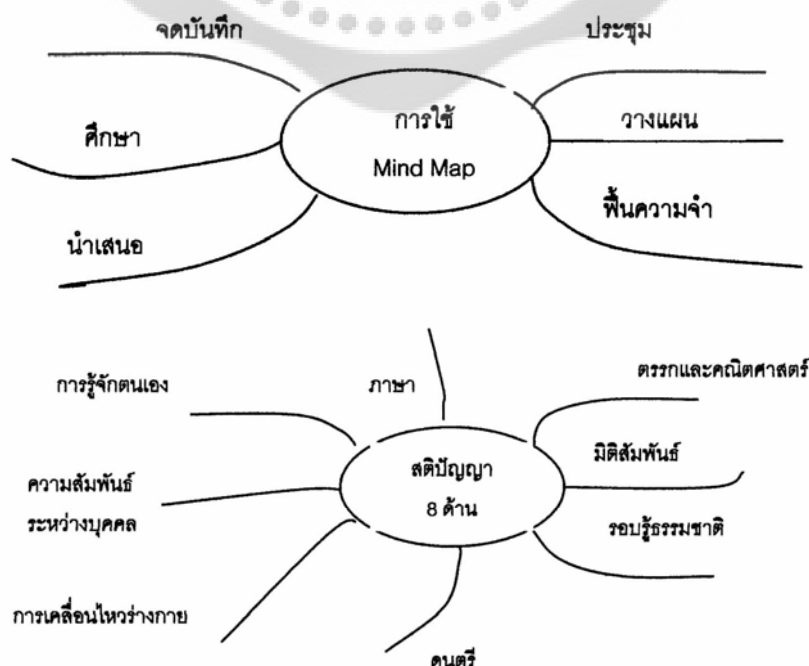 จดบันทึก
ประชุม
ศึกษา
การใช้
Mind Map
วางแผน
นำเสนอ
ฟื้นความจำ
การรู้จักตนเอง
ภาษา
ตรรกและคณิตศาสตร์
ความสัมพันธ์
ระหว่างบุคคล
สติปัญญา
8 ด้าน
มิติสัมพันธ์
รอบรู้ธรรมชาติ
การเคลื่อนไหวร่างกาย
ดนตรี